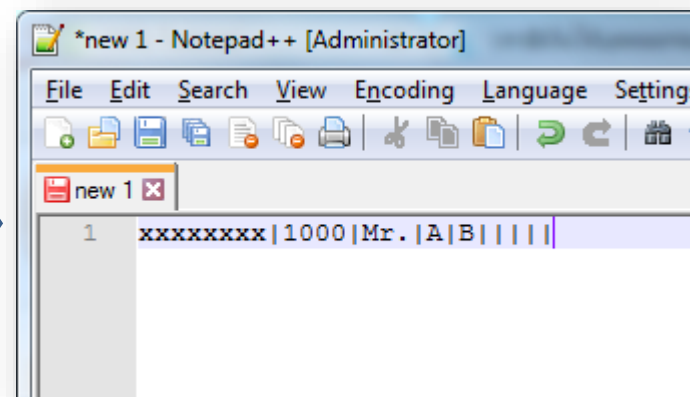 *new 1 - Notepad++ [Administrator]
File Edit Search View Encoding Language Setting
new 1
1 xxxxxxxx|1000|Mr.|A|B|||||